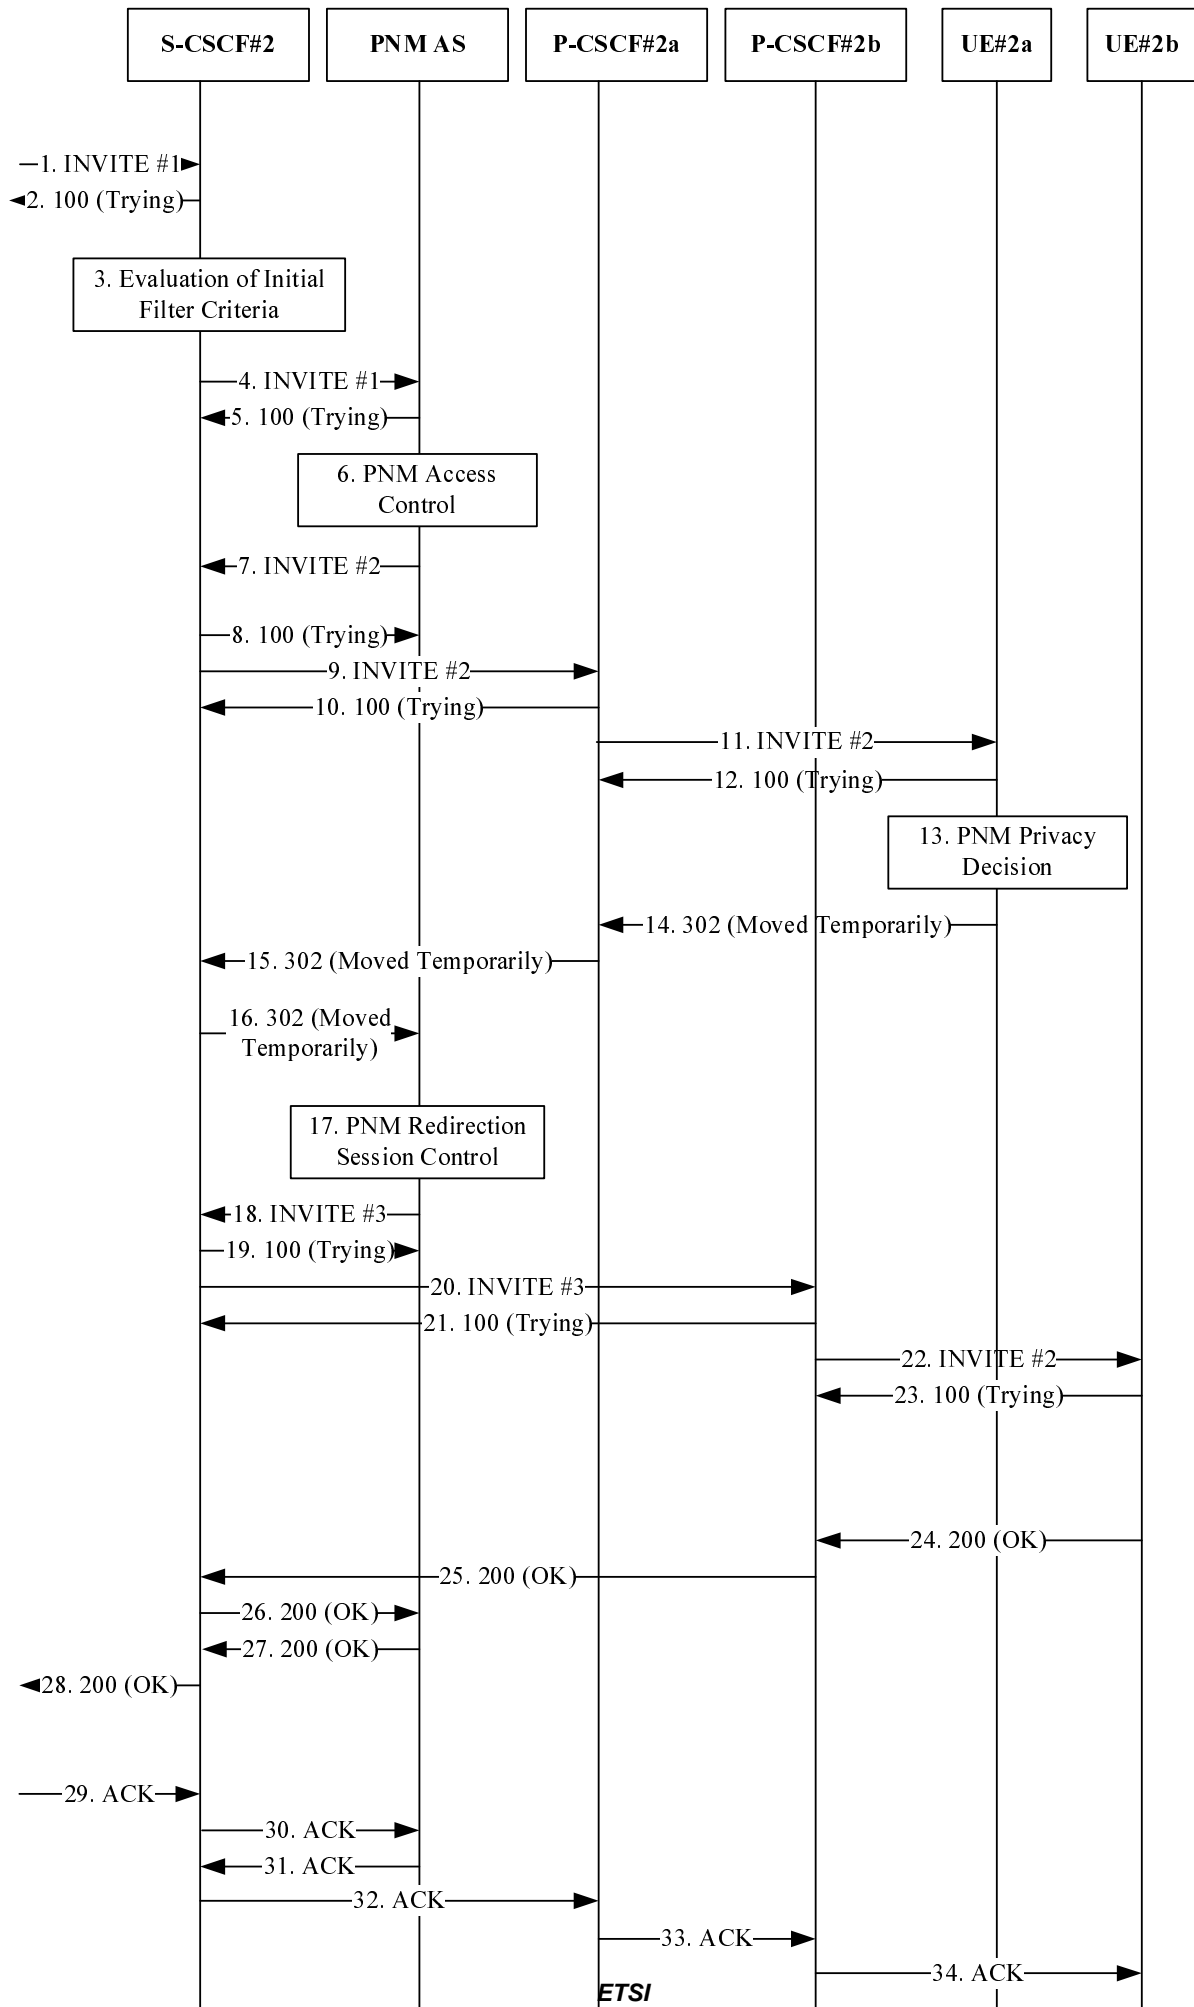 S-CSCF#2
PNM AS
P-CSCF#2a
P-CSCF#2b
UE#2a
UE#2b
1. INVITE #1
2. 100 (Trying)
3. Evaluation of Initial
Filter Criteria
4. INVITE #1
5. 100 (Trying)
6. PNM Access
Control
7. INVITE #2
8. 100 (Trying)
9. INVITE #2
10. 100 (Trying)
11. INVITE #2
12. 100 (Trying)
13. PNM Privacy
Decision
14. 302 (Moved Temporarily)
15. 302 (Moved Temporarily)
16. 302 (Moved
Temporarily)
17. PNM Redirection
Session Control
18. INVITE #3
19. 100 (Trying)
20. INVITE #3
21. 100 (Trying)
22. INVITE #2
23. 100 (Trying)
24. 200 (OK)
25. 200 (OK)
26. 200 (OK)
27. 200 (OK)
28. 200 (OK)
29. ACK
30. ACK
31. ACK
32. ACK
33. ACK
34. ACK
ETSI